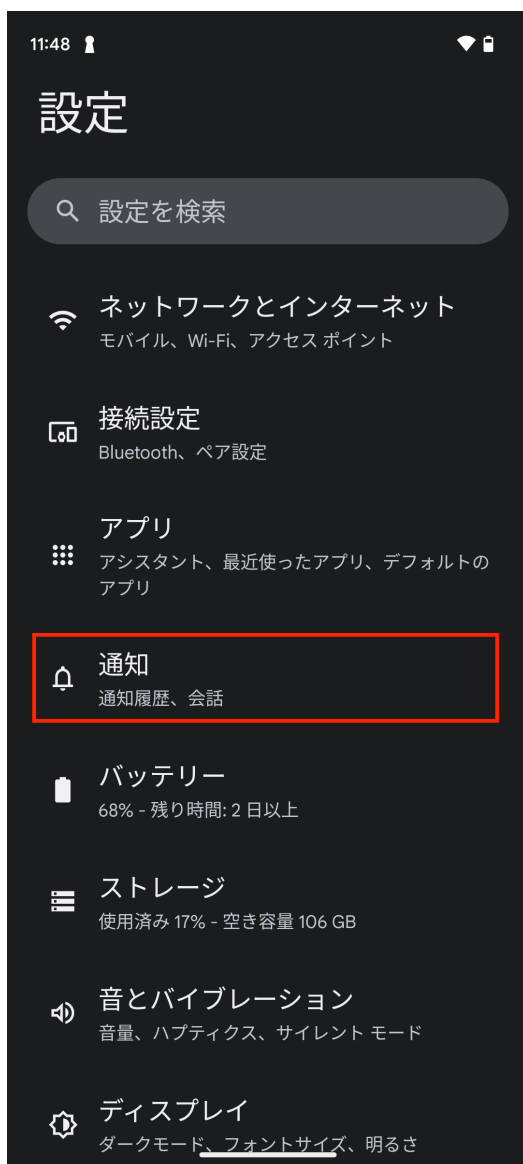 11:48
設定
設定を検索
ネットワークとインターネット
モバイル、Wi-Fi、アクセス ポイント
接続設定
Bluetooth、ペア設定
アプリ
アシスタント、最近使ったアプリ、デフォルトの
アプリ
通知
通知履歴、会話
バッテリー
68% - 残り時間: 2 日以上
ストレージ
使用済み 17% - 空き容量 106 GB
音とバイブレーション
音量、ハプティクス、サイレント モード
ディスプレイ
ダークモード、フォントサイズ、明るさ